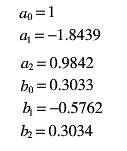 a₀ = 1
a₁ = −1.8439
a₂ = 0.9842
b₀ = 0.3033
b₁ = −0.5762
b₂ = 0.3034